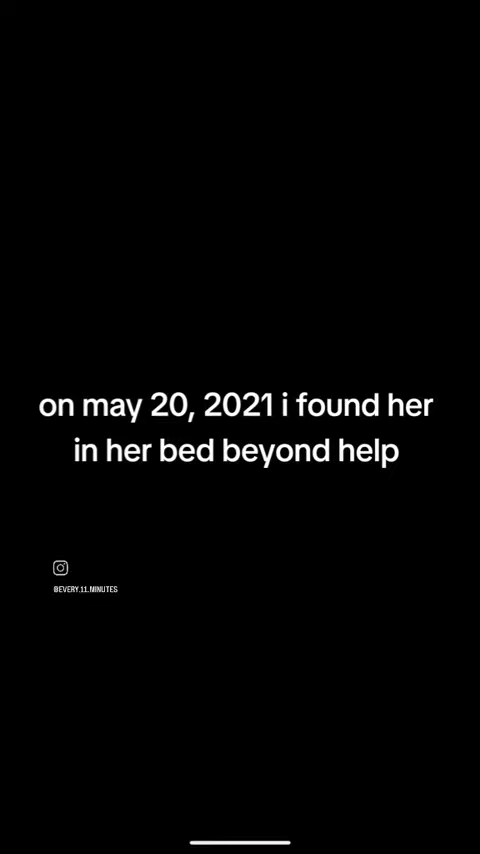 on may 20, 2021 i found her
in her bed beyond help
@EVERY.11.MINUTES